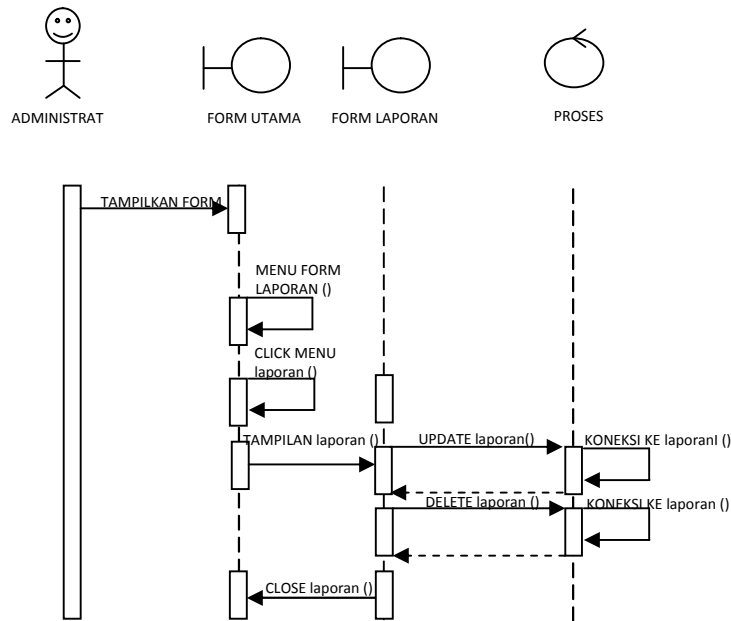 ADMINISTRAT
FORM UTAMA
FORM LAPORAN
PROSES
TAMPILKAN FORM
MENU FORM
LAPORAN ()
CLICK MENU
laporan ()
TAMPILAN laporan ()
UPDATE laporan()
KONEKSI KE laporanI ()
DELETE laporan ()
KONEKSI KE laporan ()
CLOSE laporan ()